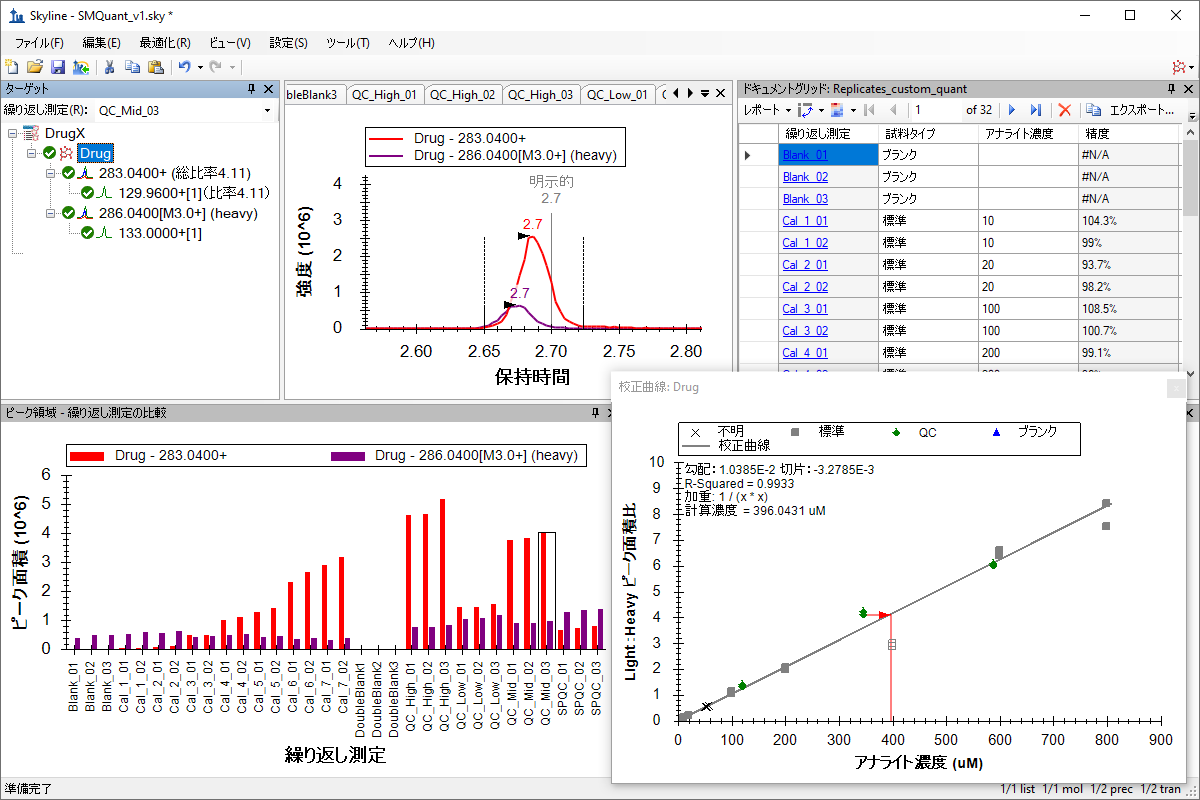 Skyline - SMQuant_v1.sky *
ファイル(F) 編集(E) 最適化(R) ビュー(V) 設定(S) ツール(T) ヘルプ(H)
ターゲット
繰り返し測定(R): QC_Mid_03
DrugX
Drug
283.0400+ (総比率4.11)
129.9600+[1](比率4.11)
286.0400[M3.0+] (heavy)
133.0000+[1]
ubleBlank3 QC_High_01 QC_High_02 QC_High_03 QC_Low_01
Drug - 283.0400+
Drug - 286.0400[M3.0+] (heavy)
明示的
2.7
2.7
2.7
強度 (10^6)
4
3
2
1
0
2.60 2.65 2.70 2.75 2.80
保持時間
ドキュメントグリッド: Replicates_custom_quant
レポート 1 of 32 エクスポート...
繰り返し測定 試料タイプ アナライト濃度 精度
Blank_01 ブランク #N/A
Blank_02 ブランク #N/A
Blank_03 ブランク #N/A
Cal_1_01 標準 10 104.3%
Cal_1_02 標準 10 99%
Cal_2_01 標準 20 93.7%
Cal_2_02 標準 20 98.2%
Cal_3_01 標準 100 108.5%
Cal_3_02 標準 100 100.7%
Cal_4_01 標準 200 99.1%
ピーク領域 - 繰り返し測定の比較
Drug - 283.0400+ Drug - 286.0400[M3.0+] (heavy)
ピーク面積 (10^6)
6
5
4
3
2
1
0
Blank_01 Blank_02 Blank_03 Cal_1_01 Cal_1_02 Cal_2_01 Cal_2_02 Cal_3_01 Cal_3_02 Cal_4_01 Cal_4_02 Cal_5_01 Cal_5_02 Cal_6_01 Cal_6_02 Cal_7_01 Cal_7_02 DoubleBlank1 DoubleBlank2 DoubleBlank3 QC_High_01 QC_High_02 QC_High_03 QC_Low_01 QC_Low_02 QC_Low_03 QC_Mid_01 QC_Mid_02 QC_Mid_03 SPQC_01 SPQC_02 SPQC_03
繰り返し測定
校正曲線: Drug
不明 標準 QC ブランク
校正曲線
勾配: 1.0385E-2 切片: -3.2785E-3
R-Squared = 0.9933
加重: 1 / (x * x)
計算濃度 = 396.0431 uM
Light : Heavy ピーク面積比
10
9
8
7
6
5
4
3
2
1
0
0 100 200 300 400 500 600 700 800 900
アナライト濃度 (uM)
準備完了
1/1 list 1/1 mol 1/2 prec 1/2 tran